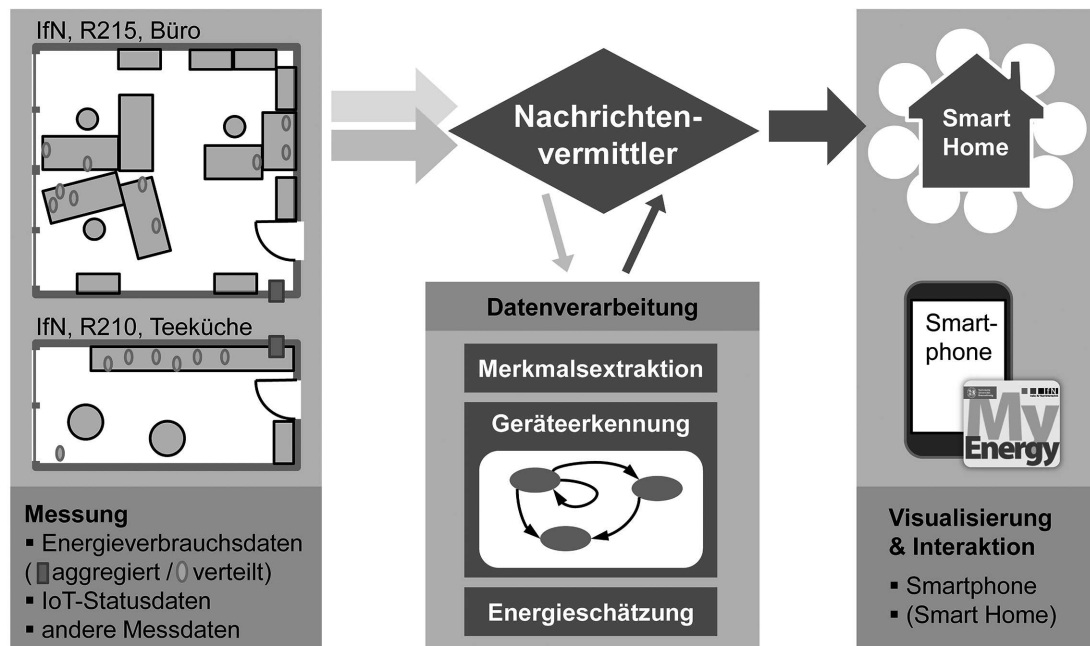 IfN, R215, Büro
IfN, R210, Teeküche
Messung
▪ Energieverbrauchsdaten
( aggregiert / verteilt)
▪ IoT-Statusdaten
▪ andere Messdaten
Nachrichten-
vermittler
Datenverarbeitung
Merkmalsextraktion
Geräteerkennung
Energieschätzung
Smart
Home
Smart-
phone
IfN
My
Energy
Visualisierung
& Interaktion
▪ Smartphone
▪ (Smart Home)